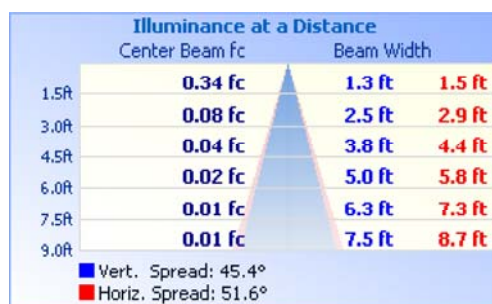 Illuminance at a Distance
Center Beam fc Beam Width
1.5ft 0.34 fc 1.3 ft 1.5 ft
3.0ft 0.08 fc 2.5 ft 2.9 ft
4.5ft 0.04 fc 3.8 ft 4.4 ft
6.0ft 0.02 fc 5.0 ft 5.8 ft
7.5ft 0.01 fc 6.3 ft 7.3 ft
9.0ft 0.01 fc 7.5 ft 8.7 ft
Vert. Spread: 45.4°
Horiz. Spread: 51.6°